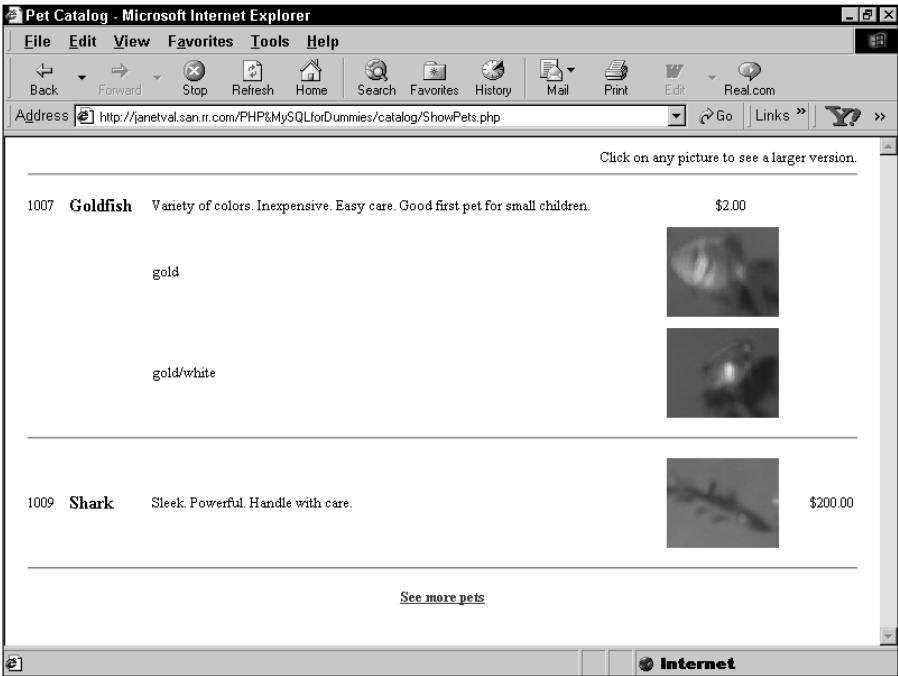 Pet Catalog - Microsoft Internet Explorer
File Edit View Favorites Tools Help
Back Forward Stop Refresh Home Search Favorites History Mail Print Edit Real.com
Address http://janetval.san.rr.com/PHP&MySQLforDummies/catalog/ShowPets.php Go Links » Y! »
Click on any picture to see a larger version.
1007 Goldfish Variety of colors. Inexpensive. Easy care. Good first pet for small children. $2.00
gold
gold/white
1009 Shark Sleek. Powerful. Handle with care. $200.00
See more pets
Internet